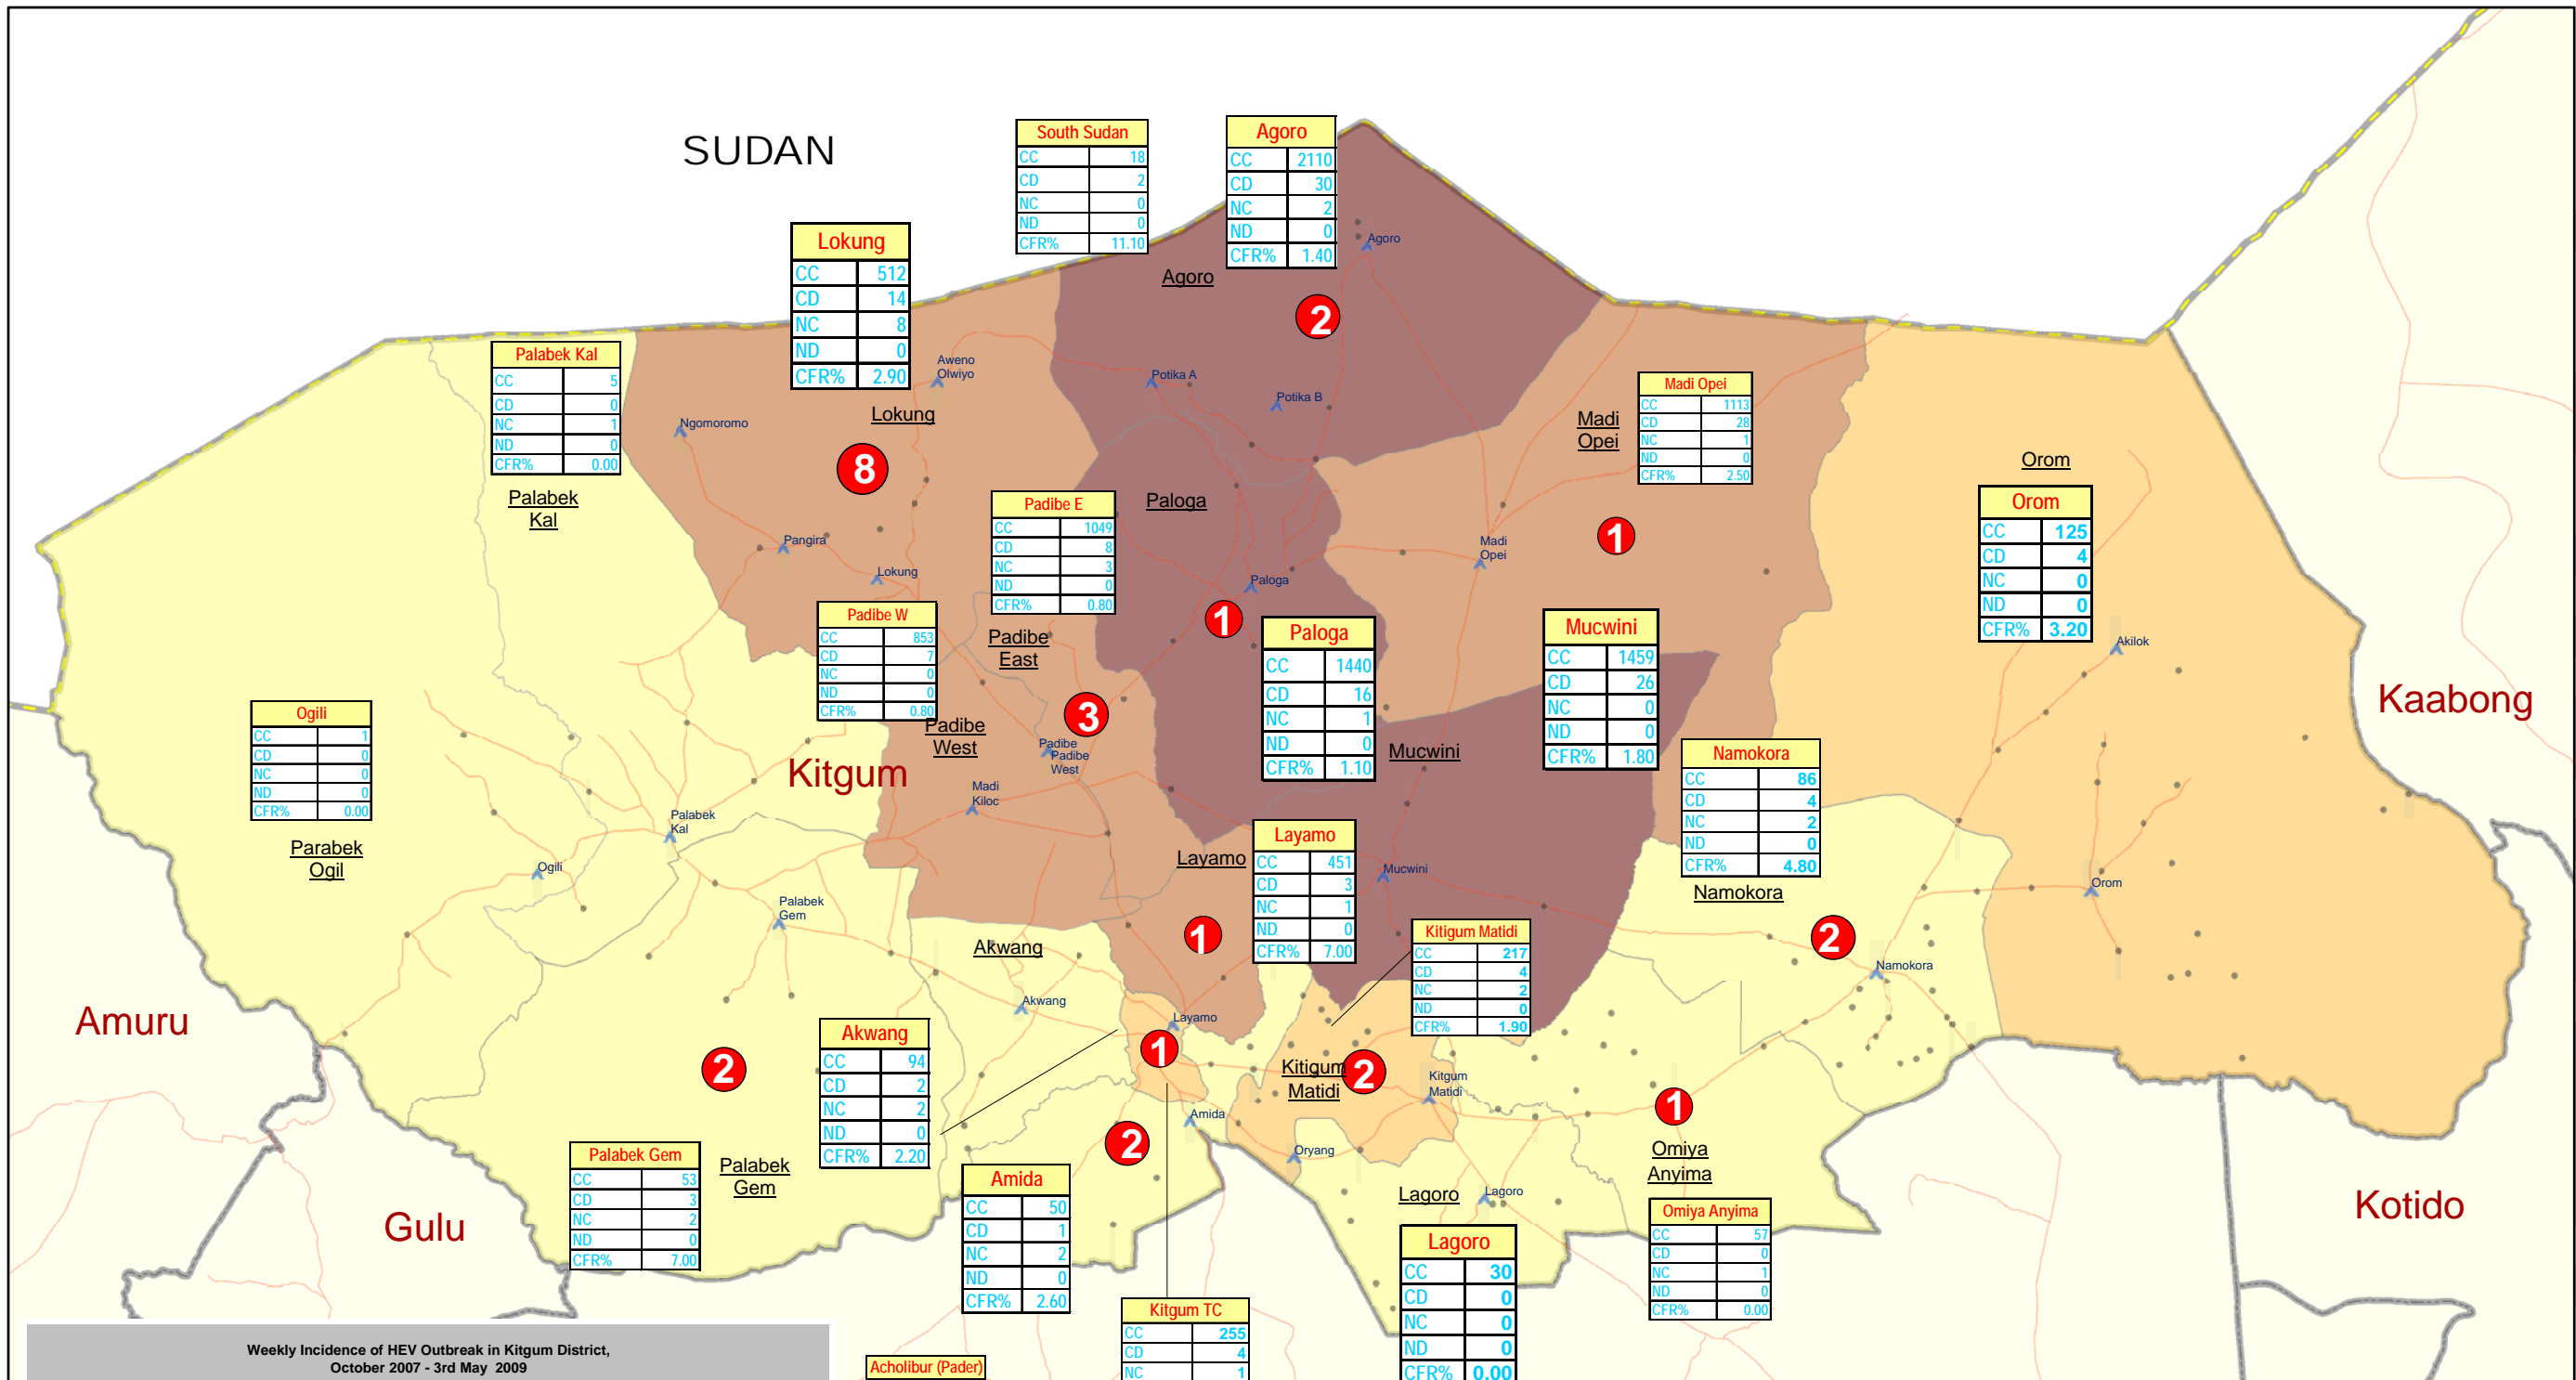 SUDAN
South Sudan
CC 18
CD 2
NC 0
ND 0
CFR% 11.10
Agoro
CC 2110
CD 30
NC 2
ND 0
CFR% 1.40
Agoro
Agoro
2
Lokung
CC 512
CD 14
NC 8
ND 0
CFR% 2.90
Aweno
Olwiyo
Lokung
Ngomoromo
8
Pangira
Lokung
Palabek Kal
CC 5
CD 0
NC 1
ND 0
CFR% 0.00
Palabek
Kal
Potika A
Potika B
Madi
Opei
Madi Opei
CC 1113
CD 28
NC 1
ND 0
CFR% 2.50
Madi
Opei
1
Orom
Orom
CC 125
CD 4
NC 0
ND 0
CFR% 3.20
Akilok
Orom
Kaabong
Padibe E
CC 1049
CD 8
NC 3
ND 0
CFR% 0.80
Padibe
East
3
Paloga
Paloga
1
Paloga
CC 1440
CD 16
NC 1
ND 0
CFR% 1.10
Mucwini
CC 1459
CD 26
NC 0
ND 0
CFR% 1.80
Mucwini
Mucwini
Padibe W
CC 853
CD 7
NC 0
ND 0
CFR% 0.80
Padibe
West
Padibe
Padibe
West
Madi
Kiloc
Kitgum
Ogili
CC 1
CD 0
NC 0
ND 0
CFR% 0.00
Parabek
Ogil
Ogili
Palabek
Kal
Palabek
Gem
Namokora
CC 86
CD 4
NC 2
ND 0
CFR% 4.80
Namokora
2
Namokora
Layamo
Layamo
CC 451
CD 3
NC 1
ND 0
CFR% 7.00
1
Layamo
Kitigum Matidi
CC 217
CD 4
NC 2
ND 0
CFR% 1.90
Kitigum
Matidi
2
Kitgum
Matidi
Akwang
Akwang
Akwang
CC 94
CD 2
NC 2
ND 0
CFR% 2.20
1
Amuru
2
Palabek Gem
CC 53
CD 3
NC 2
ND 0
CFR% 7.00
Palabek
Gem
Gulu
2
Amida
Amida
CC 50
CD 1
NC 2
ND 0
CFR% 2.60
Oryang
Lagoro
Lagoro
Lagoro
CC 30
CD 0
NC 0
ND 0
CFR% 0.00
1
Omiya
Anyima
Omiya Anyima
CC 57
CD 0
NC 1
ND 0
CFR% 0.00
Kotido
Kitgum TC
CC 255
CD 4
NC 1
Acholibur (Pader)
Weekly Incidence of HEV Outbreak in Kitgum District,
October 2007 - 3rd May 2009